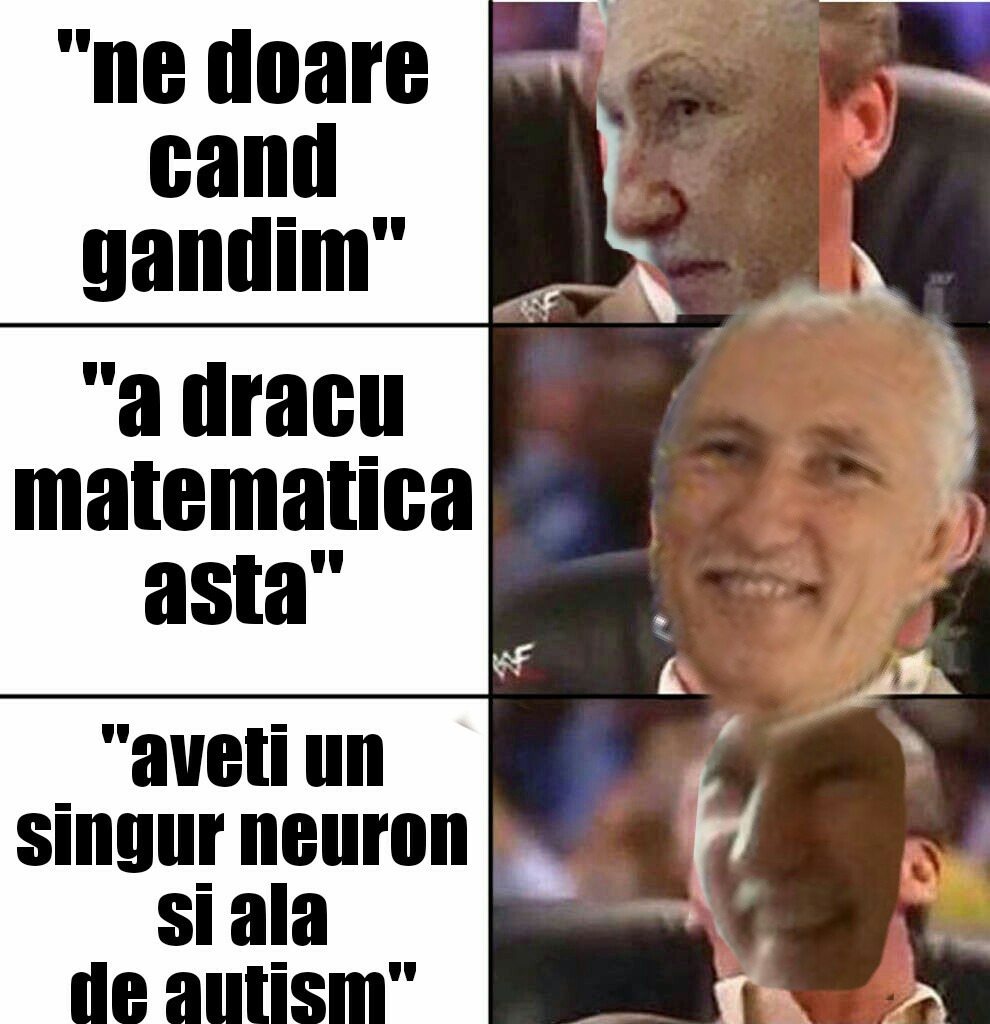 "ne doare
cand
gandim"
"a dracu
matematica
asta"
"aveti un
singur neuron
si ala
de autism"